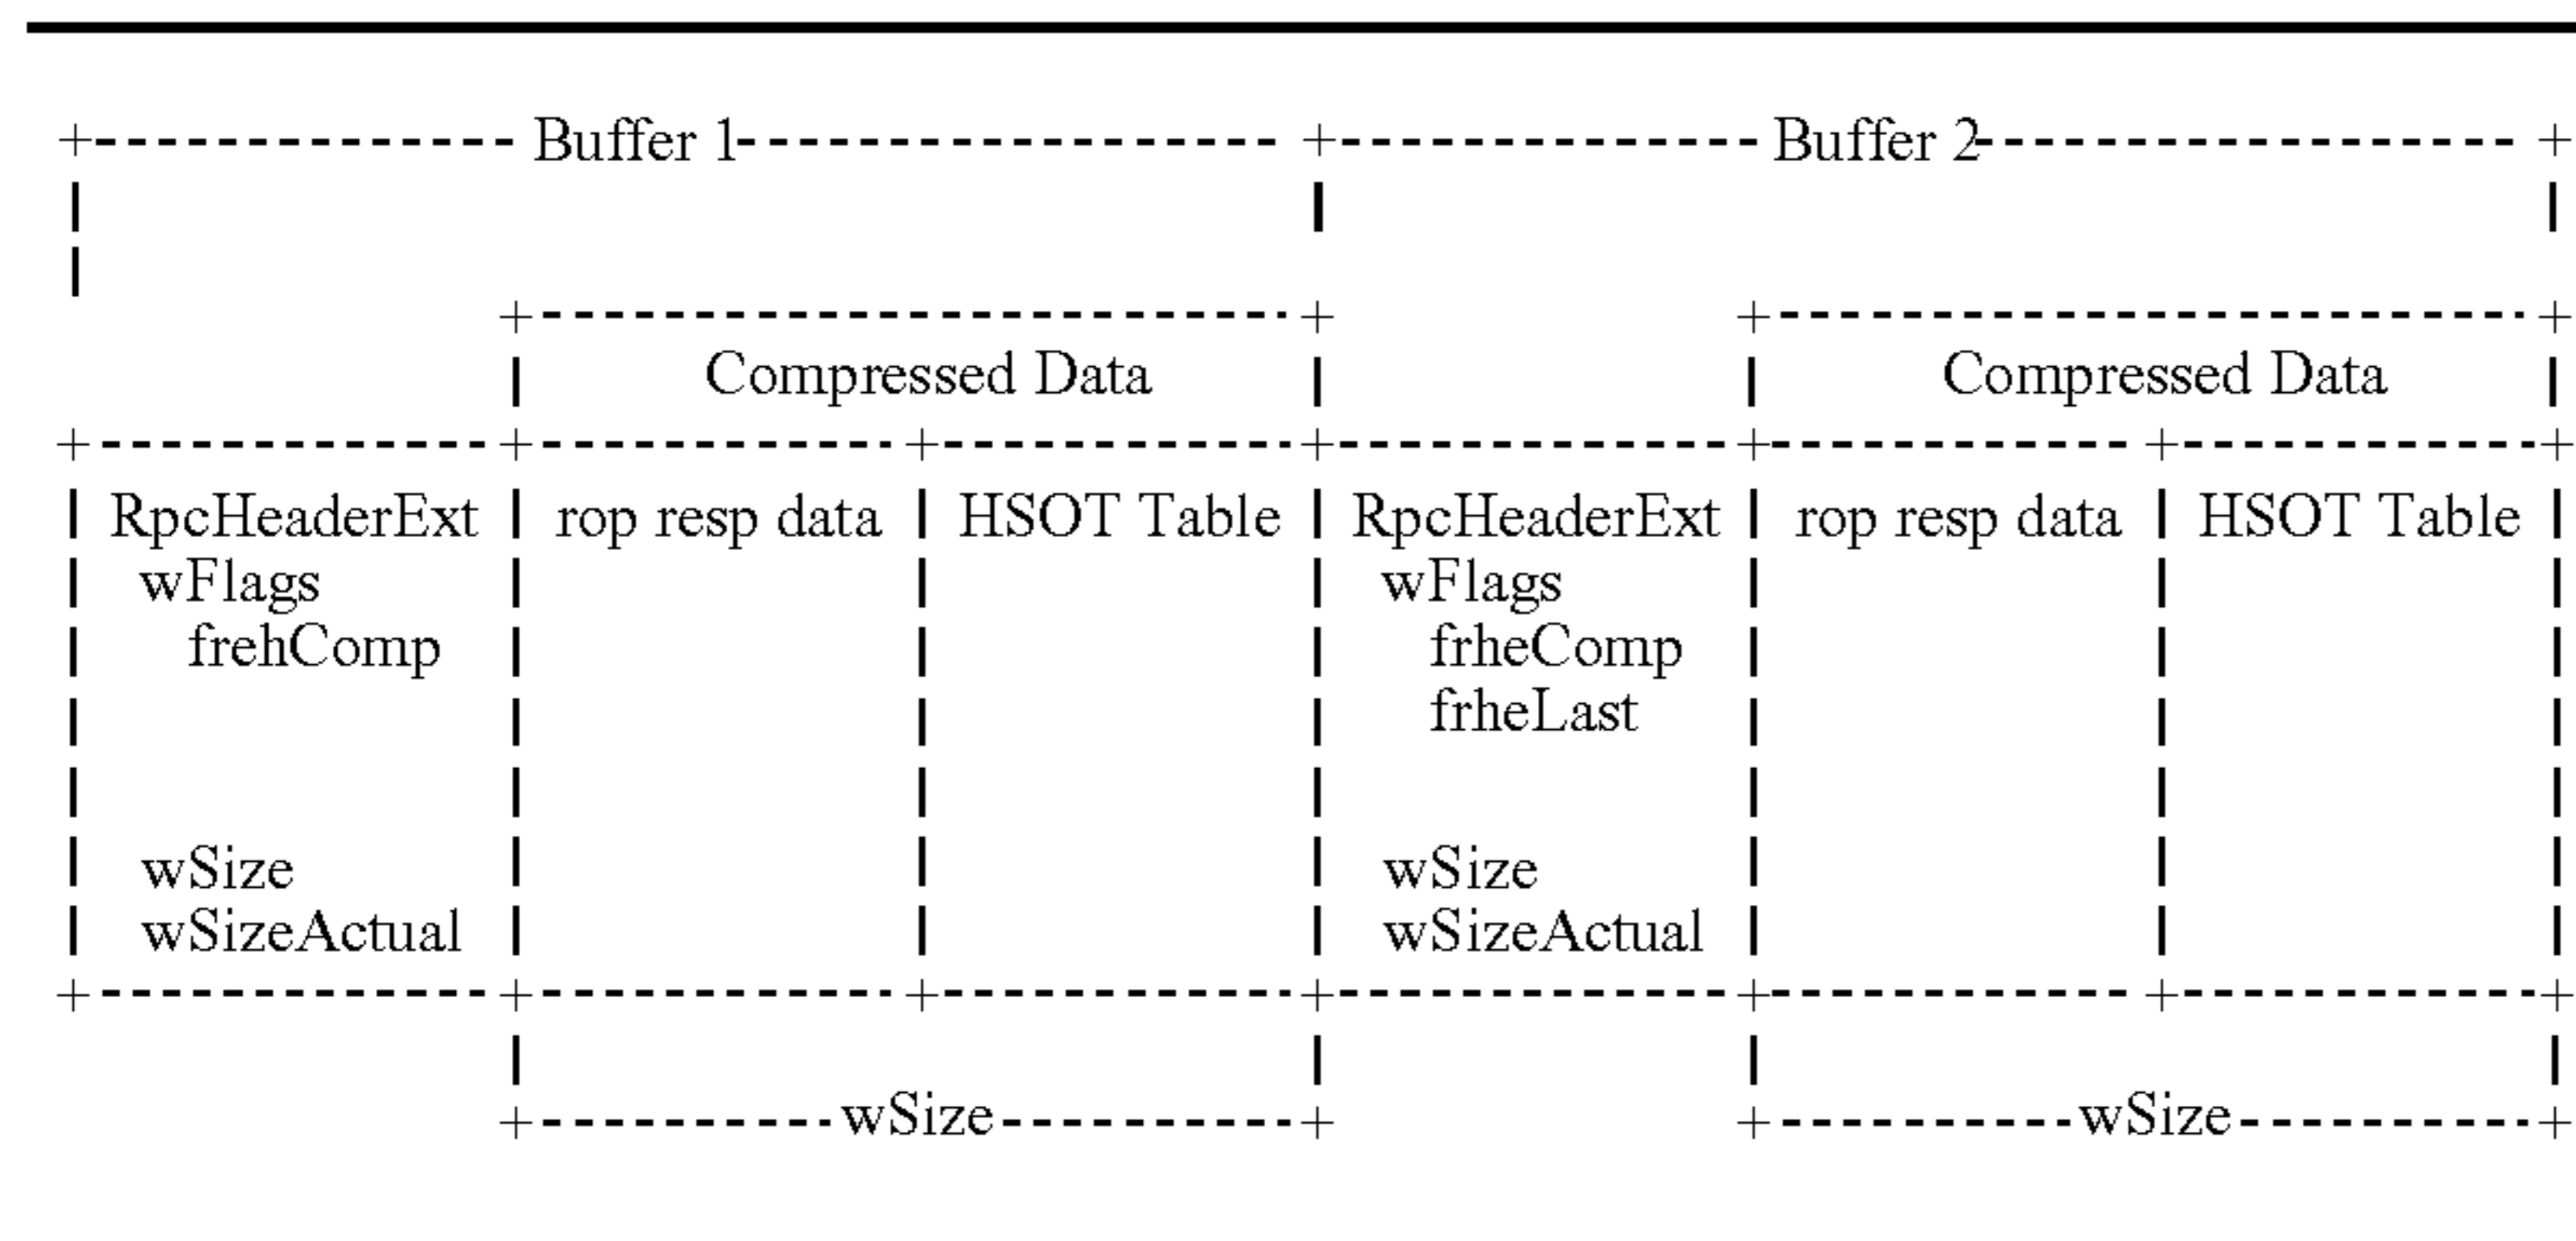 Buffer 1 Buffer 2
Compressed Data Compressed Data
RpcHeaderExt rop resp data HSOT Table RpcHeaderExt rop resp data HSOT Table
wFlags wFlags
frehComp frheComp
frheLast
wSize wSize
wSizeActual wSizeActual
wSize wSize